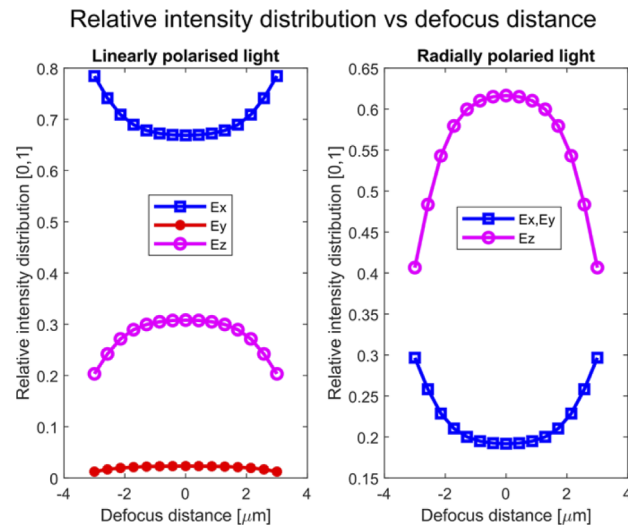 Relative intensity distribution vs defocus distance
Linearly polarised light
Relative intensity distribution [0,1]
0.8
0.7
0.6
0.5
0.4
0.3
0.2
0.1
0
Ex
Ey
Ez
-4 -2 0 2 4
Defocus distance [μm]
Radially polaried light
Relative intensity distribution [0,1]
0.65
0.6
0.55
0.5
0.45
0.4
0.35
0.3
0.25
0.2
0.15
Ex,Ey
Ez
-4 -2 0 2 4
Defocus distance [μm]